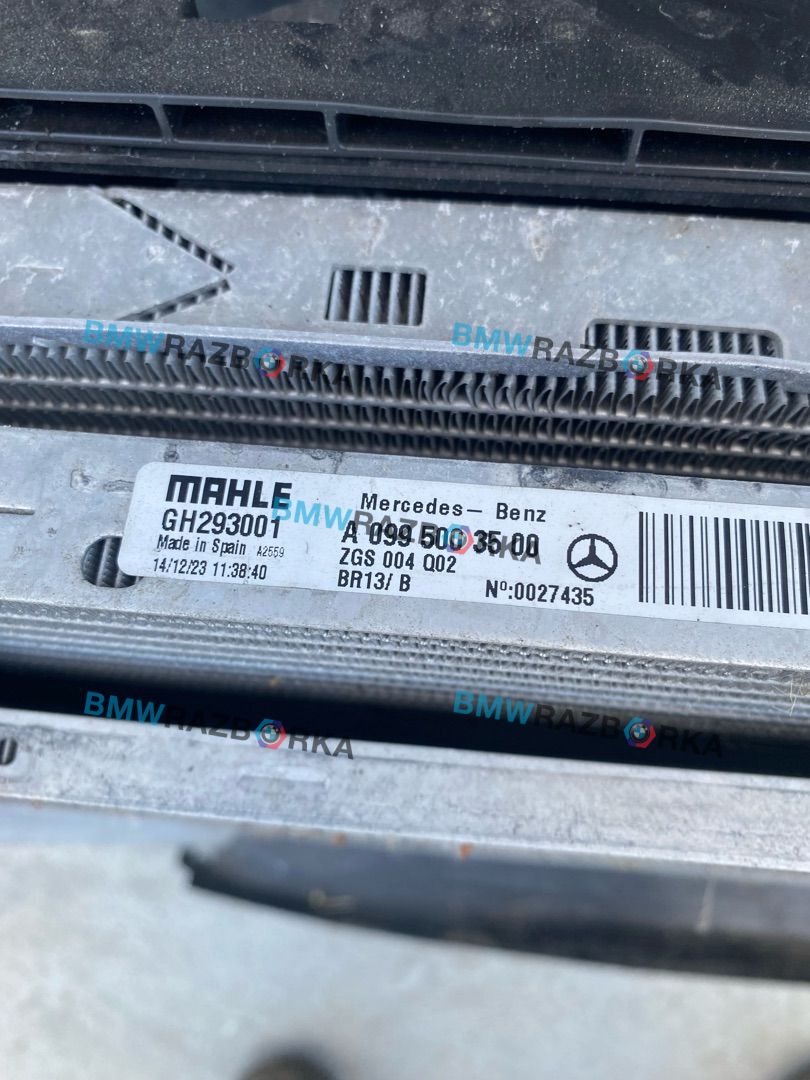 BMWRAZBORKA
BMWRAZBORKA
MAHLE
GH293001
Made in Spain A2559
14/12/23 11:38:40
Mercedes- Benz
A 099 500 35 00
ZGS 004 Q02
BR13/ B
Nº:0027435
BMWRAZBORKA
BMWRAZBORKA
BMWRAZBORKA